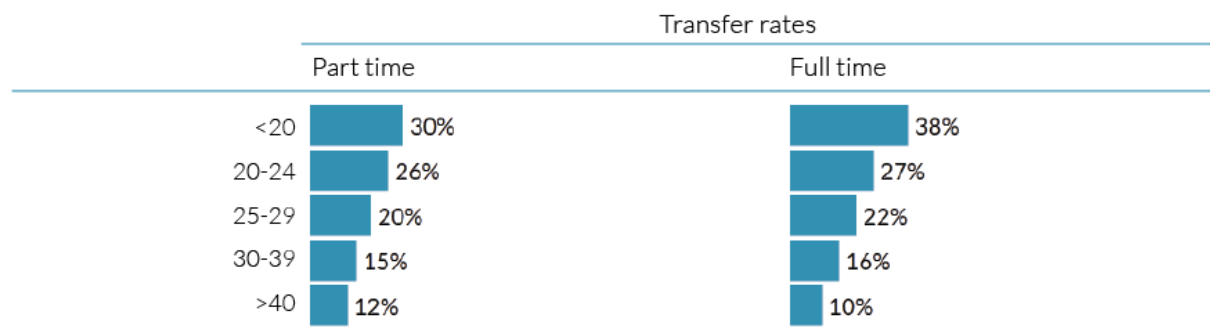 Transfer rates
Part time Full time
<20 30% 38%
20-24 26% 27%
25-29 20% 22%
30-39 15% 16%
>40 12% 10%